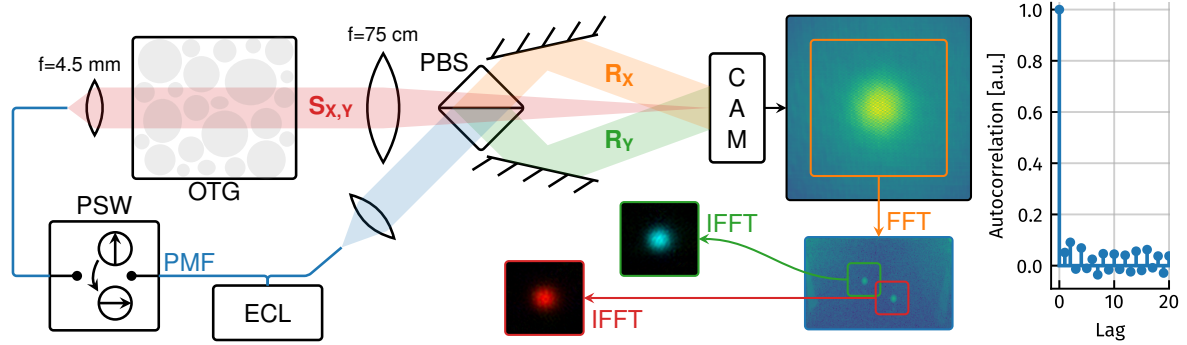 f=4.5 mm
OTG
S_X,Y
f=75 cm
PBS
R_X
R_Y
C
A
M
FFT
IFFT
IFFT
PSW
PMF
ECL
Autocorrelation [a.u.]
1.0
0.8
0.6
0.4
0.2
0.0
0
10
20
Lag